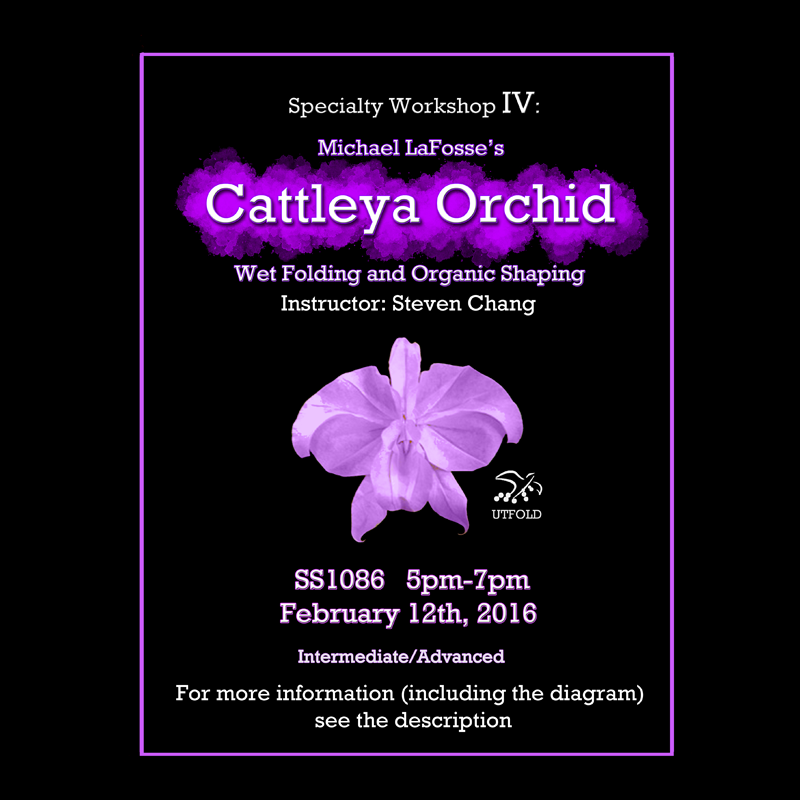 Specialty Workshop IV:
Michael LaFosse's
Cattleya Orchid
Wet Folding and Organic Shaping
Instructor: Steven Chang
UTFOLD
SS1086 5pm-7pm
February 12th, 2016
Intermediate/Advanced
For more information (including the diagram)
see the description